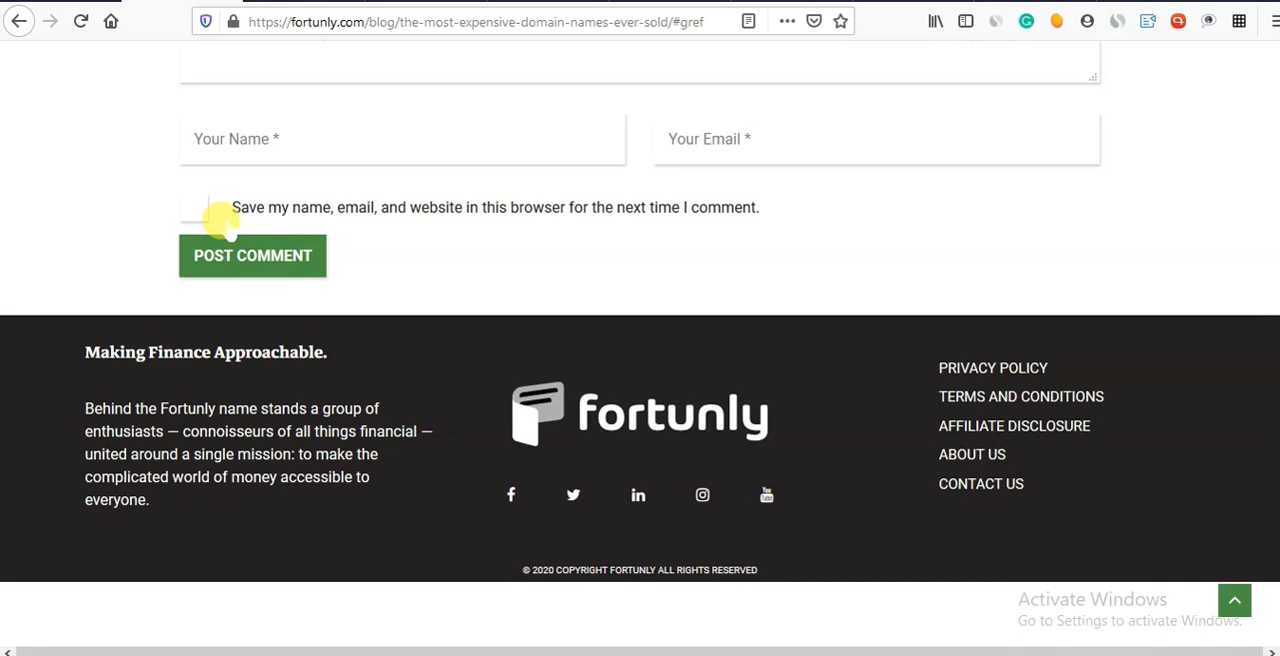 https://fortunly.com/blog/the-most-expensive-domain-names-ever-sold/#gref
Your Name *
Your Email *
Save my name, email, and website in this browser for the next time I comment.
POST COMMENT
Making Finance Approachable.
Behind the Fortunly name stands a group of
enthusiasts — connoisseurs of all things financial —
united around a single mission: to make the
complicated world of money accessible to
everyone.
fortunly
PRIVACY POLICY
TERMS AND CONDITIONS
AFFILIATE DISCLOSURE
ABOUT US
CONTACT US
© 2020 COPYRIGHT FORTUNLY ALL RIGHTS RESERVED
Activate Windows
Go to Settings to activate Windows.